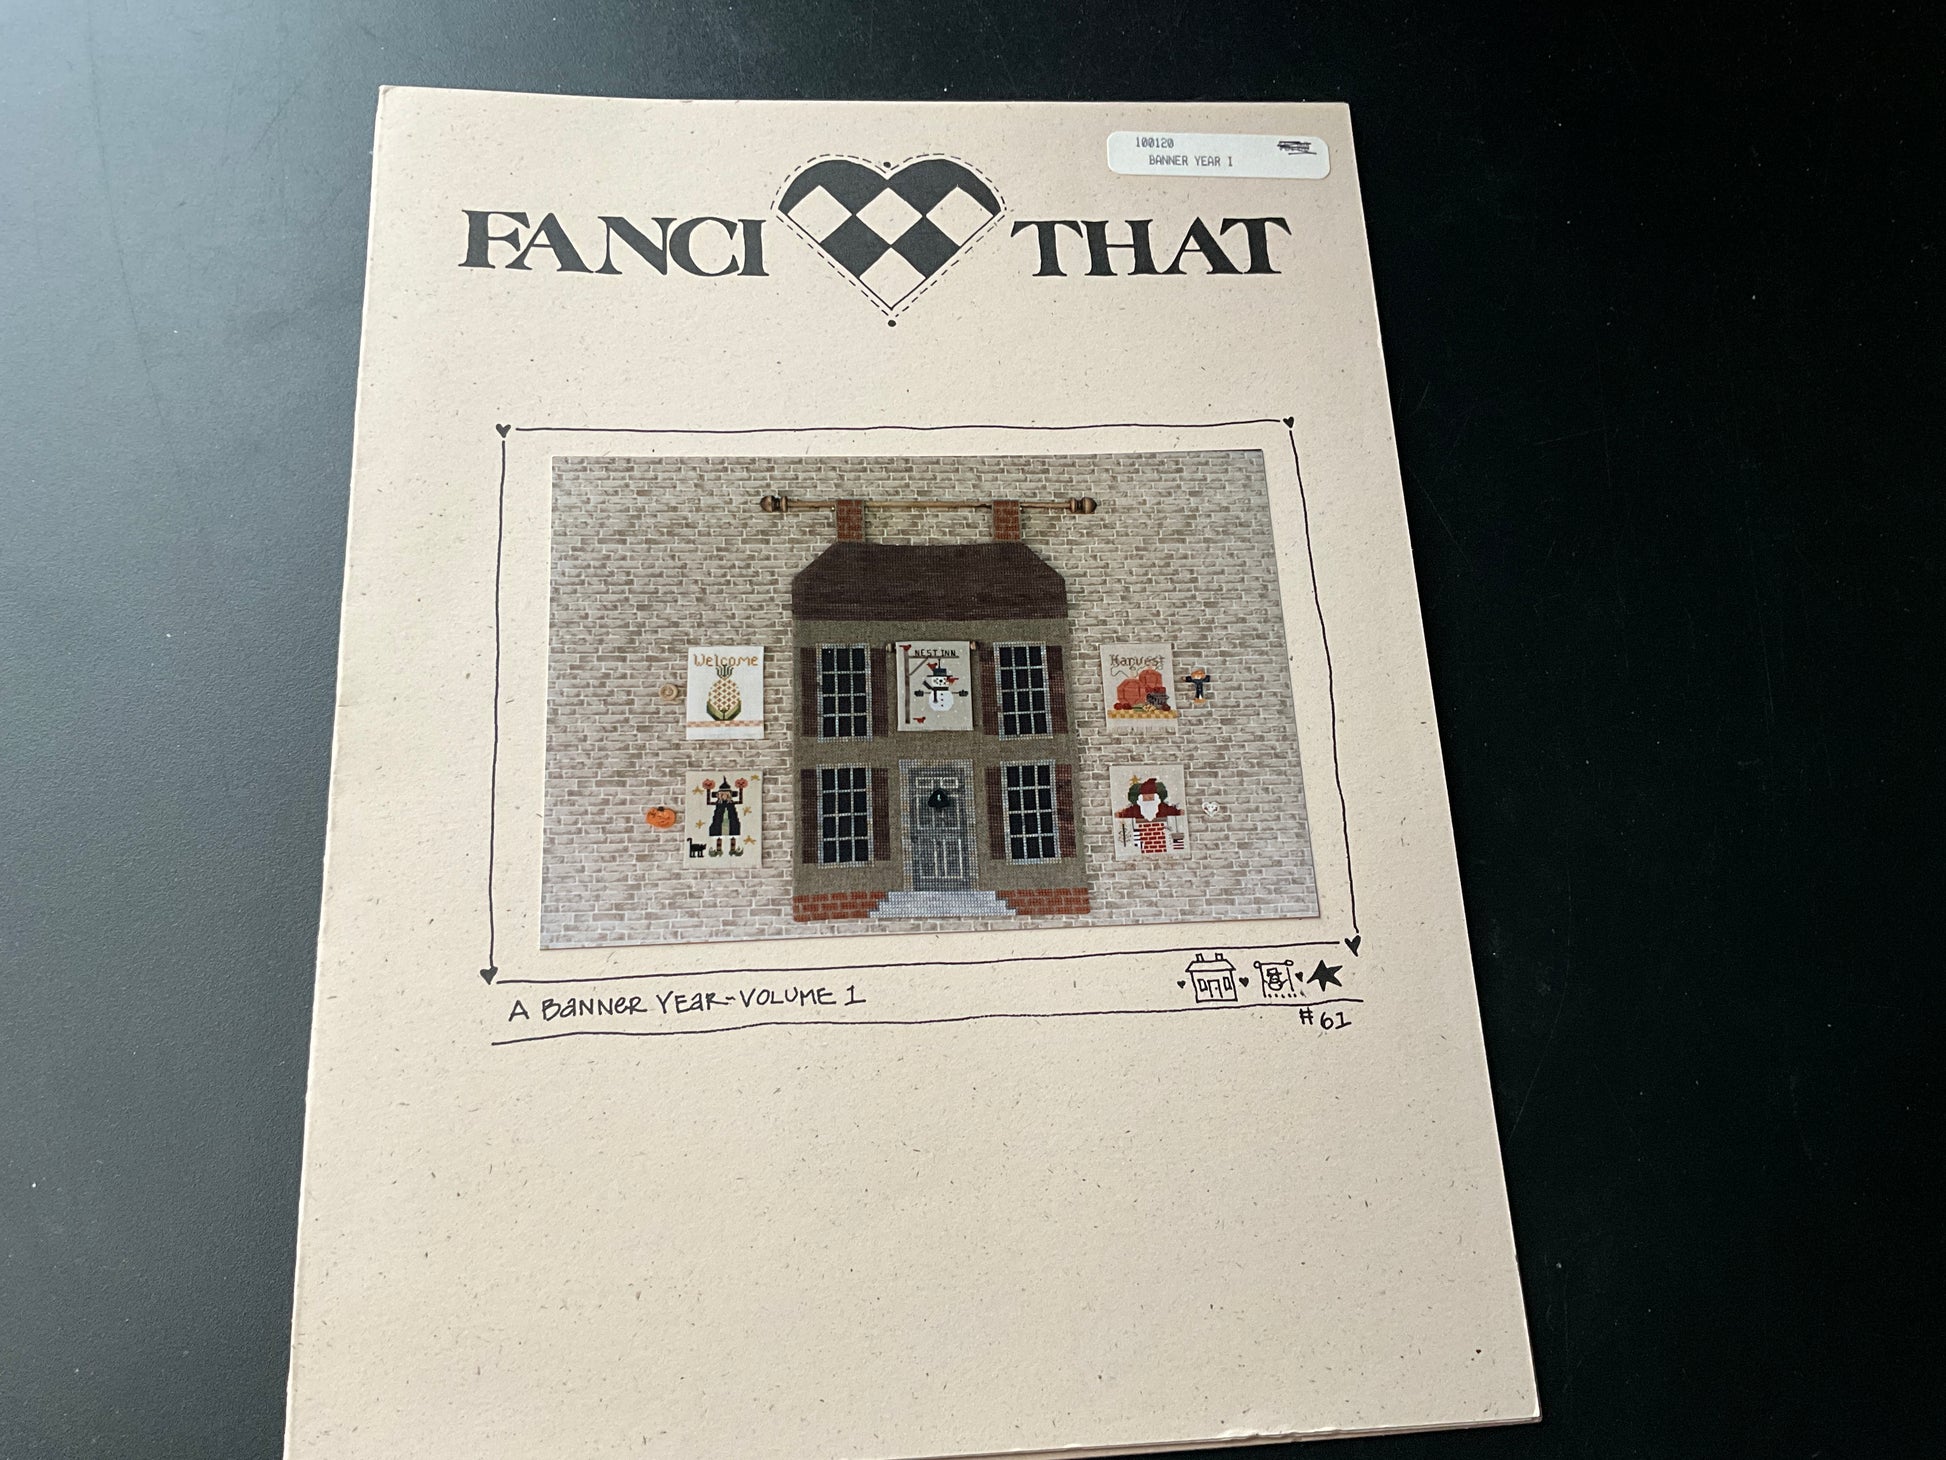 100120
BANNER YEAR I
FANCI THAT
Welcome
NEST INN
Harvest
A BANNER YEAR-VOLUME 1
#61